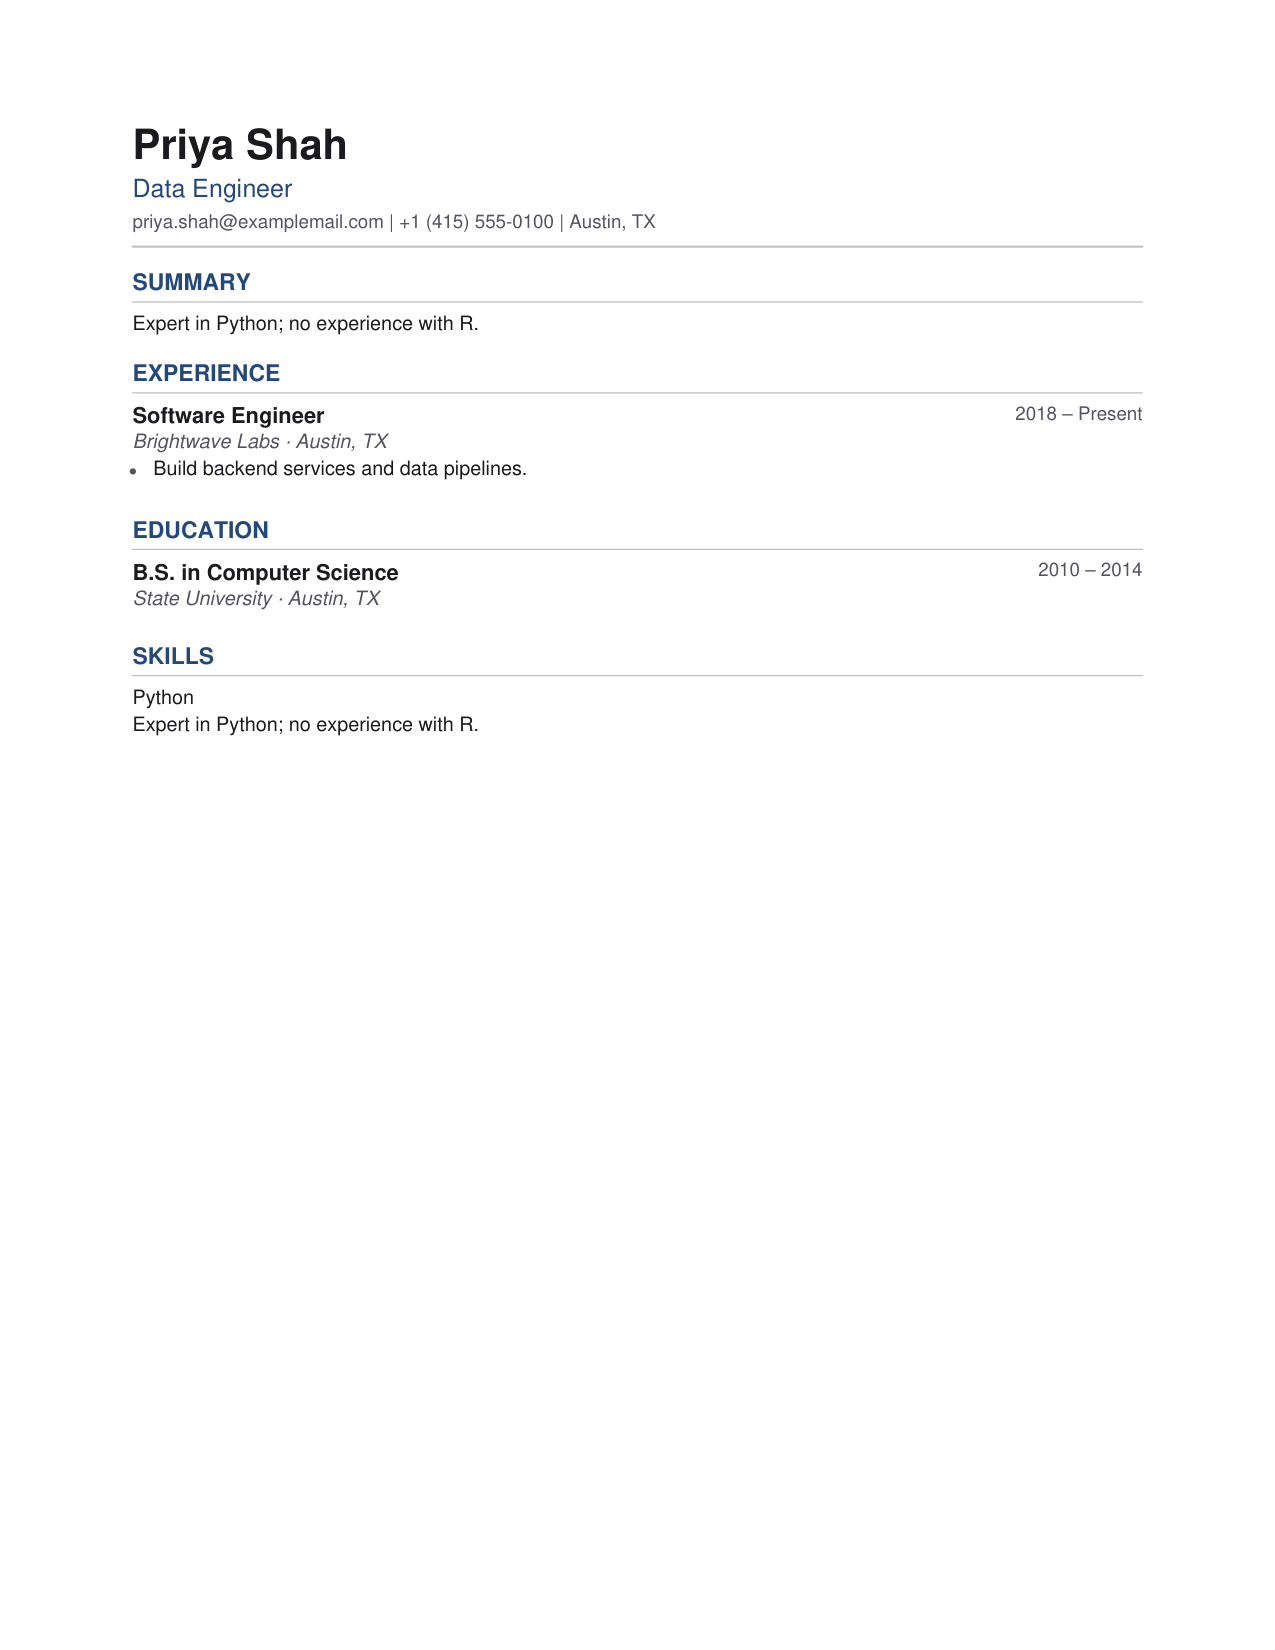 Priya Shah
Data Engineer
priya.shah@examplemail.com | +1 (415) 555-0100 | Austin, TX
SUMMARY
Expert in Python; no experience with R.
EXPERIENCE
Software Engineer 2018 – Present
Brightwave Labs · Austin, TX
• Build backend services and data pipelines.
EDUCATION
B.S. in Computer Science 2010 – 2014
State University · Austin, TX
SKILLS
Python
Expert in Python; no experience with R.